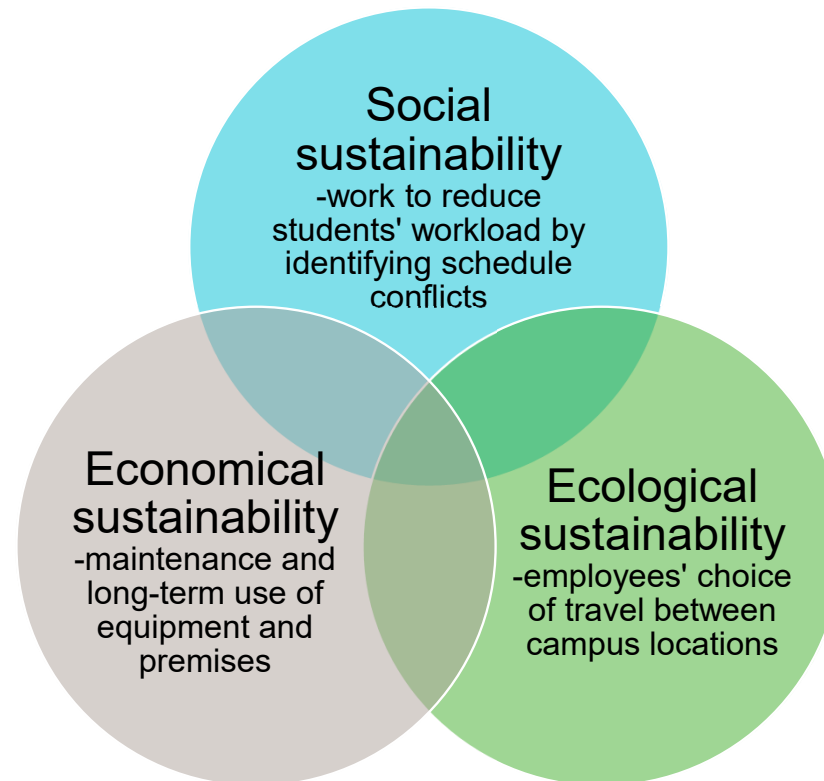 Social
sustainability
-work to reduce
students' workload by
identifying schedule
conflicts
Economical
sustainability
-maintenance and
long-term use of
equipment and
premises
Ecological
sustainability
-employees' choice
of travel between
campus locations